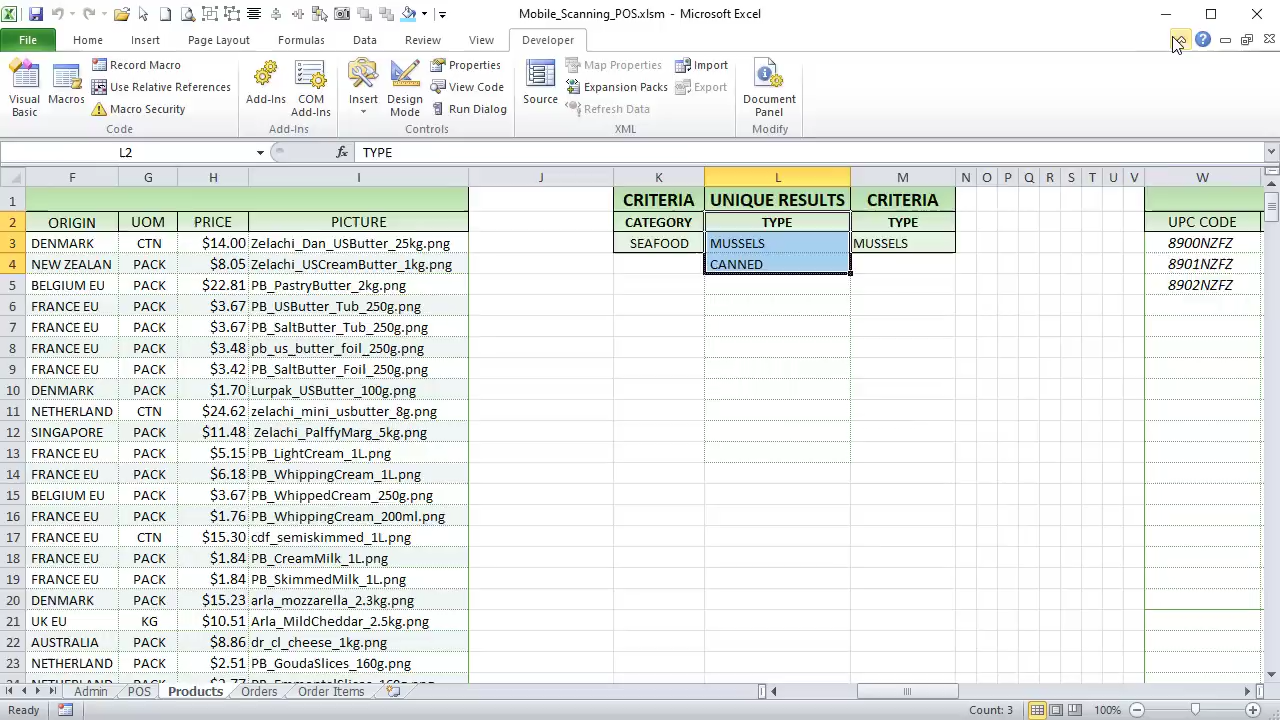 Mobile_Scanning_POS.xlsm - Microsoft Excel
File Home Insert Page Layout Formulas Data Review View Developer
Visual Basic
Macros
Record Macro
Use Relative References
Macro Security
Code
Add-Ins
COM Add-Ins
Add-Ins
Insert
Design Mode
Properties
View Code
Run Dialog
Controls
Source
Map Properties
Expansion Packs
Refresh Data
Import
Export
XML
Document Panel
Modify
L2 fx TYPE
F G H I J K L M N O P Q R S T U V W
1 CRITERIA UNIQUE RESULTS CRITERIA
2 ORIGIN UOM PRICE PICTURE CATEGORY TYPE TYPE UPC CODE
3 DENMARK CTN $14.00 Zelachi_Dan_USButter_25kg.png SEAFOOD MUSSELS MUSSELS 8900NZFZ
4 NEW ZEALAN PACK $8.05 Zelachi_USCreamButter_1kg.png CANNED 8901NZFZ
5 BELGIUM EU PACK $22.81 PB_PastryButter_2kg.png 8902NZFZ
6 FRANCE EU PACK $3.67 PB_USButter_Tub_250g.png
7 FRANCE EU PACK $3.67 PB_SaltButter_Tub_250g.png
8 FRANCE EU PACK $3.48 pb_us_butter_foil_250g.png
9 FRANCE EU PACK $3.42 PB_SaltButter_Foil_250g.png
10 DENMARK PACK $1.70 Lurpak_USButter_100g.png
11 NETHERLAND CTN $24.62 zelachi_mini_usbutter_8g.png
12 SINGAPORE PACK $11.48 Zelachi_PalffyMarg_5kg.png
13 FRANCE EU PACK $5.15 PB_LightCream_1L.png
14 FRANCE EU PACK $6.18 PB_WhippingCream_1L.png
15 BELGIUM EU PACK $3.67 PB_WhippedCream_250g.png
16 FRANCE EU PACK $1.76 PB_WhippingCream_200ml.png
17 FRANCE EU CTN $15.30 cdf_semiskimmed_1L.png
18 FRANCE EU PACK $1.84 PB_CreamMilk_1L.png
19 FRANCE EU PACK $1.84 PB_SkimmedMilk_1L.png
20 DENMARK PACK $15.23 arla_mozzarella_2.3kg.png
21 UK EU KG $10.51 Arla_MildCheddar_2.5kg.png
22 AUSTRALIA PACK $8.86 dr_cl_cheese_1kg.png
23 NETHERLAND PACK $2.51 PB_GoudaSlices_160g.png
Admin POS Products Orders Order Items
Ready Count: 3 100%